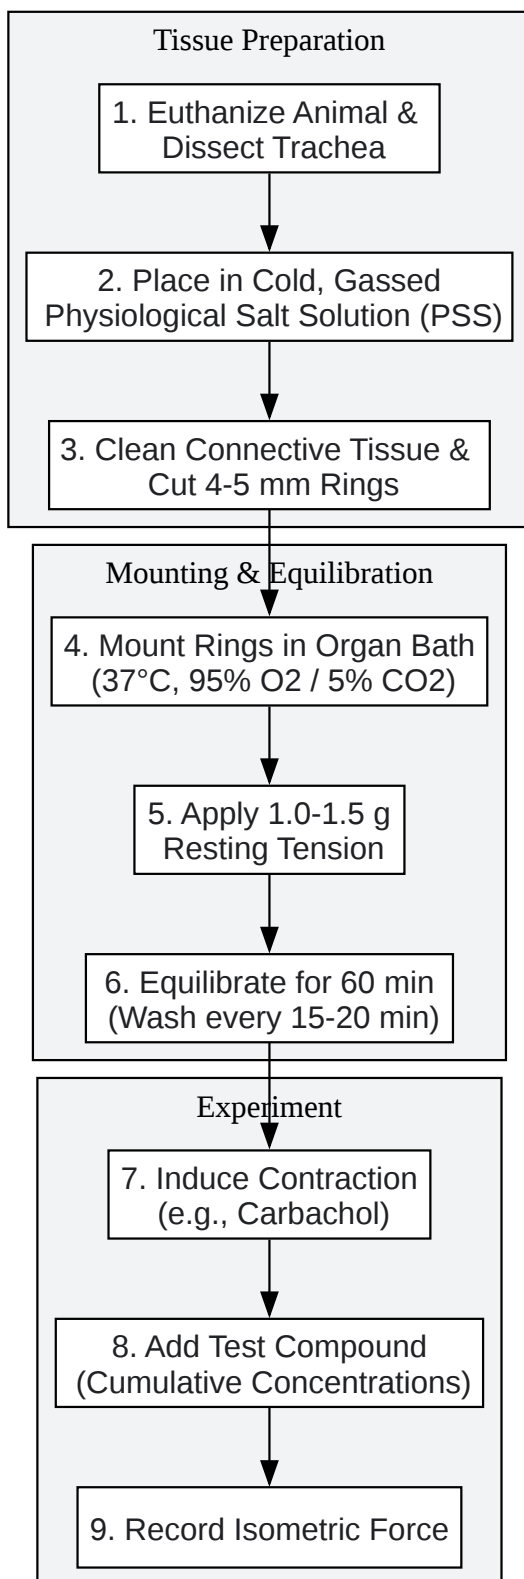 Tissue Preparation
1. Euthanize Animal &
Dissect Trachea
2. Place in Cold, Gassed
Physiological Salt Solution (PSS)
3. Clean Connective Tissue &
Cut 4-5 mm Rings
Mounting & Equilibration
4. Mount Rings in Organ Bath
(37°C, 95% O2 / 5% CO2)
5. Apply 1.0-1.5 g
Resting Tension
6. Equilibrate for 60 min
(Wash every 15-20 min)
Experiment
7. Induce Contraction
(e.g., Carbachol)
8. Add Test Compound
(Cumulative Concentrations)
9. Record Isometric Force